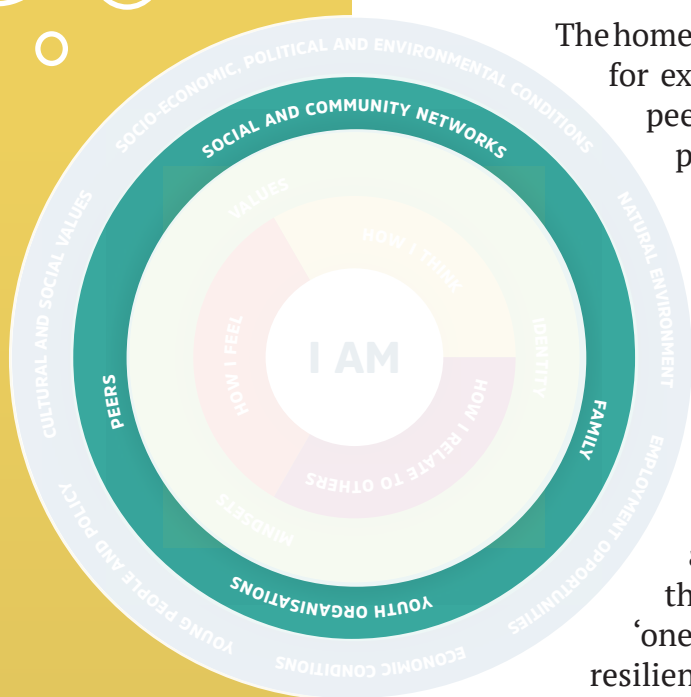 The home
for ex
pee
p
SOCIO-ECONOMIC, POLITICAL AND ENVIRONMENTAL CONDITIONS
NATURAL ENVIRONMENT
EMPLOYMENT OPPORTUNITIES
ECONOMIC CONDITIONS
YOUNG PEOPLE AND POLICY
CULTURAL AND SOCIAL VALUES
SOCIAL AND COMMUNITY NETWORKS
FAMILY
YOUTH ORGANISATIONS
PEERS
VALUES
IDENTITY
MINDSETS
HOW I THINK
HOW I RELATE TO OTHERS
HOW I FEEL
I AM
th
‘one
resilien